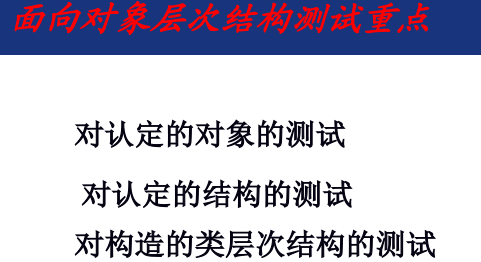 面向对象层次结构测试重点
对认定的对象的测试
对认定的结构的测试
对构造的类层次结构的测试